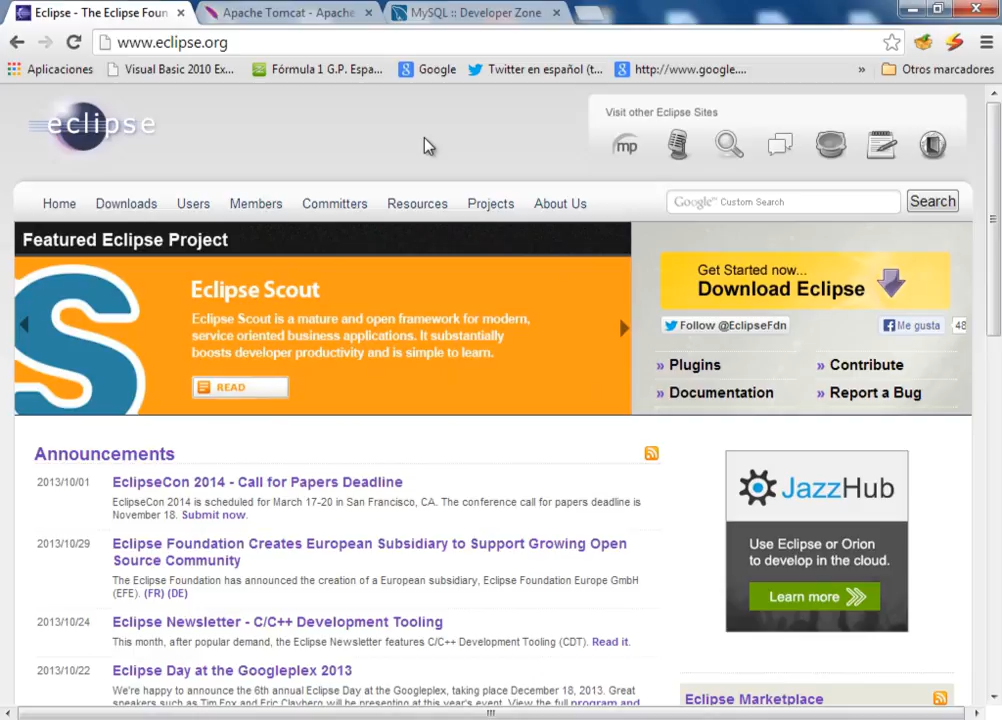 Eclipse - The Eclipse Foun
Apache Tomcat - Apache
MySQL :: Developer Zone
www.eclipse.org
Aplicaciones
Visual Basic 2010 Ex...
Fórmula 1 G.P. Espa...
Google
Twitter en español (t...
http://www.google....
»
Otros marcadores
eclipse
Visit other Eclipse Sites
mp
Home
Downloads
Users
Members
Committers
Resources
Projects
About Us
Google™ Custom Search
Search
Featured Eclipse Project
Eclipse Scout
Eclipse Scout is a mature and open framework for modern,
service oriented business applications. It substantially
boosts developer productivity and is simple to learn.
READ
Get Started now...
Download Eclipse
Follow @EclipseFdn
Me gusta
48
» Plugins
» Contribute
» Documentation
» Report a Bug
Announcements
2013/10/01
EclipseCon 2014 - Call for Papers Deadline
EclipseCon 2014 is scheduled for March 17-20 in San Francisco, CA. The conference call for papers deadline is
November 18. Submit now.
2013/10/29
Eclipse Foundation Creates European Subsidiary to Support Growing Open
Source Community
The Eclipse Foundation has announced the creation of a European subsidiary, Eclipse Foundation Europe GmbH
(EFE). (FR) (DE)
2013/10/24
Eclipse Newsletter - C/C++ Development Tooling
This month, after popular demand, the Eclipse Newsletter features C/C++ Development Tooling (CDT). Read it.
2013/10/22
Eclipse Day at the Googleplex 2013
We're happy to announce the 6th annual Eclipse Day at the Googleplex, taking place December 18, 2013. Great
speakers such as Tim Fox and Eric Clayberg will be presenting at this year's event. View the full program and
JazzHub
Use Eclipse or Orion
to develop in the cloud.
Learn more
Eclipse Marketplace